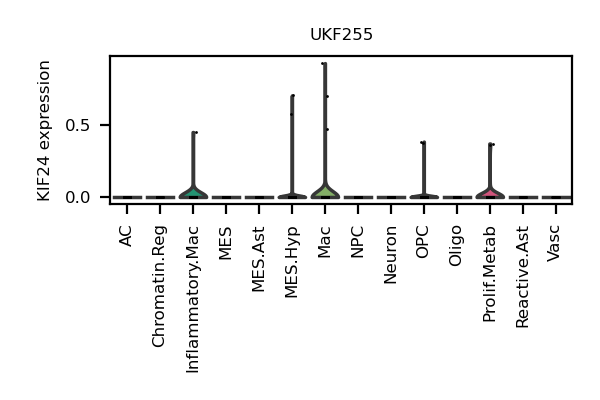 UKF255
KIF24 expression
0.5
0.0
AC
Chromatin.Reg
Inflammatory.Mac
MES
MES.Ast
MES.Hyp
Mac
NPC
Neuron
OPC
Oligo
Prolif.Metab
Reactive.Ast
Vasc